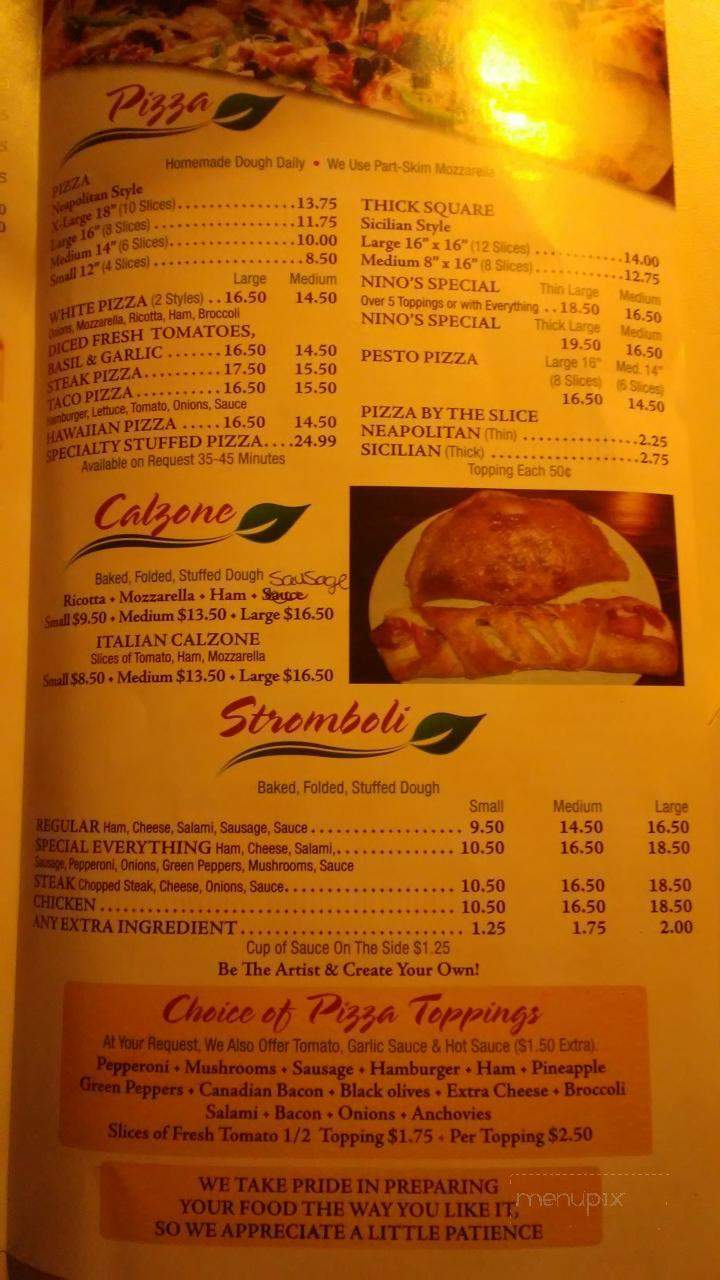 Pizza
Homemade Dough Daily • We Use Part-Skim Mozzarella
PIZZA
Neapolitan Style
X-Large 18" (10 Slices) 13.75
Large 16" (8 Slices) 11.75
Medium 14" (6 Slices) 10.00
Small 12" (4 Slices) 8.50
Large Medium
WHITE PIZZA (2 Styles) 16.50 14.50
Onions, Mozzarella, Ricotta, Ham, Broccoli
DICED FRESH TOMATOES,
BASIL & GARLIC 16.50 14.50
STEAK PIZZA 17.50 15.50
TACO PIZZA 16.50 15.50
Hamburger, Lettuce, Tomato, Onions, Sauce
HAWAIIAN PIZZA 16.50 14.50
SPECIALTY STUFFED PIZZA 24.99
Available on Request 35-45 Minutes
THICK SQUARE
Sicilian Style
Large 16" x 16" (12 Slices) 14.00
Medium 8" x 16" (8 Slices) 12.75
NINO'S SPECIAL Thin Large Medium
Over 5 Toppings or with Everything 18.50 16.50
NINO'S SPECIAL Thick Large Medium
19.50 16.50
PESTO PIZZA Large 16" Med. 14"
(8 Slices) (6 Slices)
16.50 14.50
PIZZA BY THE SLICE
NEAPOLITAN (Thin) 2.25
SICILIAN (Thick) 2.75
Topping Each 50¢
Calzone
Baked, Folded, Stuffed Dough sausage
Ricotta • Mozzarella • Ham • Sauce
Small $9.50 • Medium $13.50 • Large $16.50
ITALIAN CALZONE
Slices of Tomato, Ham, Mozzarella
Small $8.50 • Medium $13.50 • Large $16.50
Stromboli
Baked, Folded, Stuffed Dough
Small Medium Large
REGULAR Ham, Cheese, Salami, Sausage, Sauce 9.50 14.50 16.50
SPECIAL EVERYTHING Ham, Cheese, Salami, 10.50 16.50 18.50
Sausage, Pepperoni, Onions, Green Peppers, Mushrooms, Sauce
STEAK Chopped Steak, Cheese, Onions, Sauce 10.50 16.50 18.50
CHICKEN 10.50 16.50 18.50
ANY EXTRA INGREDIENT 1.25 1.75 2.00
Cup of Sauce On The Side $1.25
Be The Artist & Create Your Own!
Choice of Pizza Toppings
At Your Request, We Also Offer Tomato, Garlic Sauce & Hot Sauce ($1.50 Extra).
Pepperoni • Mushrooms • Sausage • Hamburger • Ham • Pineapple
Green Peppers • Canadian Bacon • Black olives • Extra Cheese • Broccoli
Salami • Bacon • Onions • Anchovies
Slices of Fresh Tomato 1/2 Topping $1.75 • Per Topping $2.50
WE TAKE PRIDE IN PREPARING
YOUR FOOD THE WAY YOU LIKE IT,
SO WE APPRECIATE A LITTLE PATIENCE
menupix